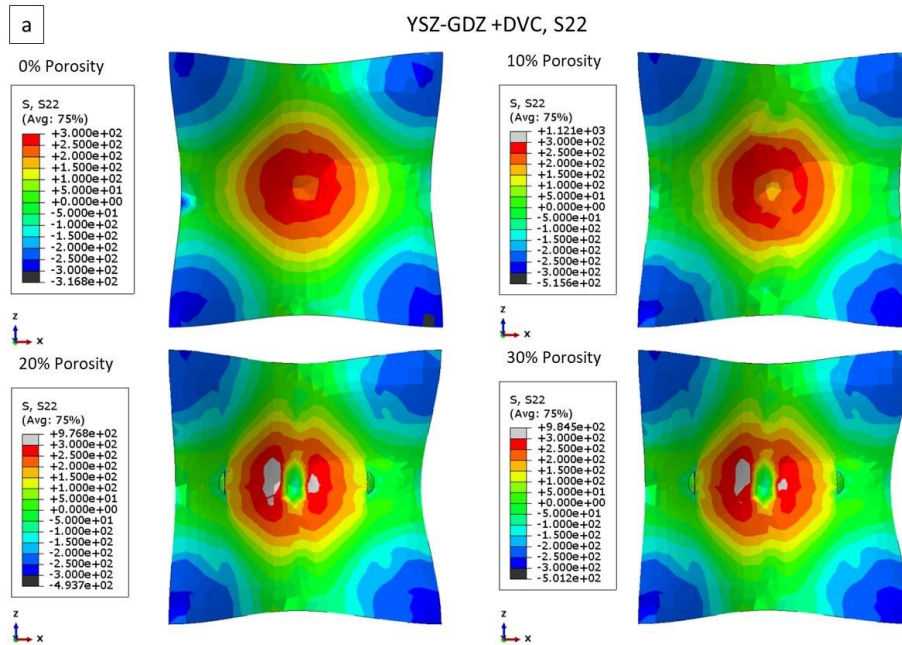 a
YSZ-GDZ +DVC, S22
0% Porosity
S, S22
(Avg: 75%)
+3.000e+02
+2.500e+02
+2.000e+02
+1.500e+02
+1.000e+02
+5.000e+01
+0.000e+00
-5.000e+01
-1.000e+02
-1.500e+02
-2.000e+02
-2.500e+02
-3.000e+02
-3.168e+02
z
x
10% Porosity
S, S22
(Avg: 75%)
+1.121e+03
+3.000e+02
+2.500e+02
+2.000e+02
+1.500e+02
+1.000e+02
+5.000e+01
+0.000e+00
-5.000e+01
-1.000e+02
-1.500e+02
-2.000e+02
-2.500e+02
-3.000e+02
-5.156e+02
z
x
20% Porosity
S, S22
(Avg: 75%)
+9.768e+02
+3.000e+02
+2.500e+02
+2.000e+02
+1.500e+02
+1.000e+02
+5.000e+01
+0.000e+00
-5.000e+01
-1.000e+02
-1.500e+02
-2.000e+02
-2.500e+02
-3.000e+02
-4.937e+02
z
x
30% Porosity
S, S22
(Avg: 75%)
+9.845e+02
+3.000e+02
+2.500e+02
+2.000e+02
+1.500e+02
+1.000e+02
+5.000e+01
+0.000e+00
-5.000e+01
-1.000e+02
-1.500e+02
-2.000e+02
-2.500e+02
-3.000e+02
-5.012e+02
z
x